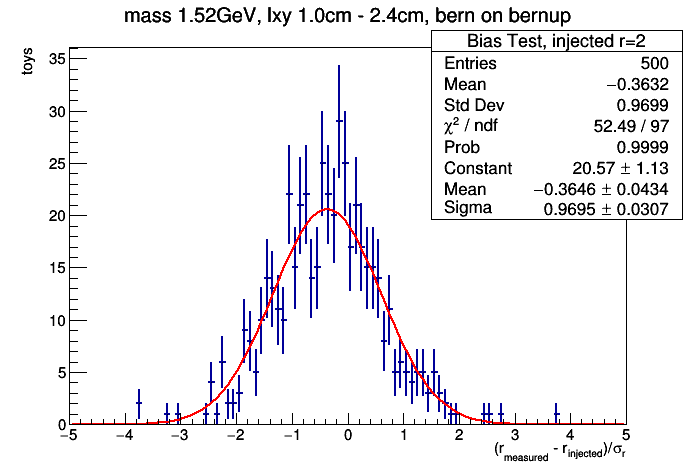 mass 1.52GeV, lxy 1.0cm - 2.4cm, bern on bernup
Bias Test, injected r=2
Entries 500
Mean −0.3632
Std Dev 0.9699
χ² / ndf 52.49 / 97
Prob 0.9999
Constant 20.57 ± 1.13
Mean −0.3646 ± 0.0434
Sigma 0.9695 ± 0.0307
toys
35
30
25
20
15
10
5
0
−5 −4 −3 −2 −1 0 1 2 3 4 5
(r_measured - r_injected)/σ_r